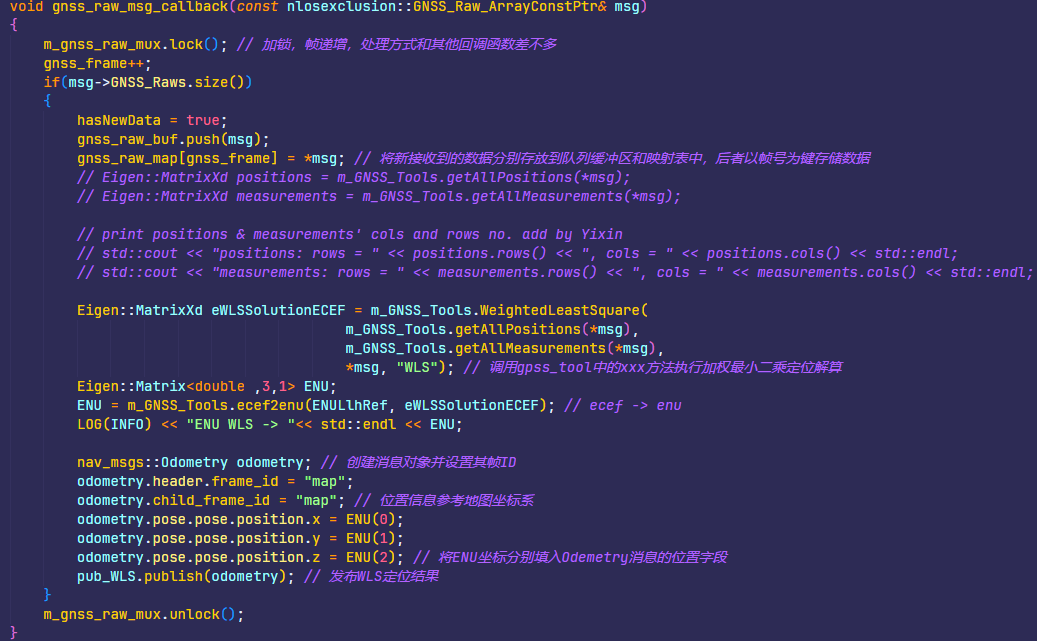 void gnss_raw_msg_callback(const nlosexclusion::GNSS_Raw_ArrayConstPtr& msg)
{
    m_gnss_raw_mux.lock(); // 加锁，帧递增，处理方式和其他回调函数差不多
    gnss_frame++;
    if(msg->GNSS_Raws.size())
    {
        hasNewData = true;
        gnss_raw_buf.push(msg);
        gnss_raw_map[gnss_frame] = *msg; // 将新接收到的数据分别存放到队列缓冲区和映射表中，后者以帧号为键存储数据
        // Eigen::MatrixXd positions = m_GNSS_Tools.getAllPositions(*msg);
        // Eigen::MatrixXd measurements = m_GNSS_Tools.getAllMeasurements(*msg);

        // print positions & measurements' cols and rows no. add by Yixin
        // std::cout << "positions: rows = " << positions.rows() << ", cols = " << positions.cols() << std::endl;
        // std::cout << "measurements: rows = " << measurements.rows() << ", cols = " << measurements.cols() << std::endl;

        Eigen::MatrixXd eWLSSolutionECEF = m_GNSS_Tools.WeightedLeastSquare(
                                        m_GNSS_Tools.getAllPositions(*msg),
                                        m_GNSS_Tools.getAllMeasurements(*msg),
                                        *msg, "WLS"); // 调用gpss_tool中的xxx方法执行加权最小二乘定位解算
        Eigen::Matrix<double ,3,1> ENU;
        ENU = m_GNSS_Tools.ecef2enu(ENULlhRef, eWLSSolutionECEF); // ecef -> enu
        LOG(INFO) << "ENU WLS -> "<< std::endl << ENU;

        nav_msgs::Odometry odometry; // 创建消息对象并设置其帧ID
        odometry.header.frame_id = "map";
        odometry.child_frame_id = "map"; // 位置信息参考地图坐标系
        odometry.pose.pose.position.x = ENU(0);
        odometry.pose.pose.position.y = ENU(1);
        odometry.pose.pose.position.z = ENU(2); // 将ENU坐标分别填入Odemetry消息的位置字段
        pub_WLS.publish(odometry); // 发布WLS定位结果
    }
    m_gnss_raw_mux.unlock();
}